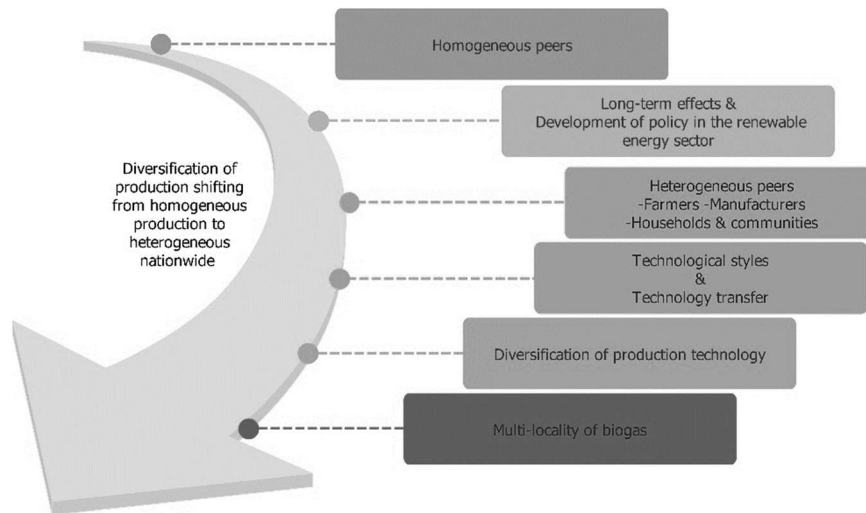 Homogeneous peers
Long-term effects &
Development of policy in the renewable
energy sector
Diversification of
production shifting
from homogeneous
production to
heterogeneous
nationwide
Heterogeneous peers
-Farmers -Manufacturers
-Households & communities
Technological styles
&
Technology transfer
Diversification of production technology
Multi-locality of biogas